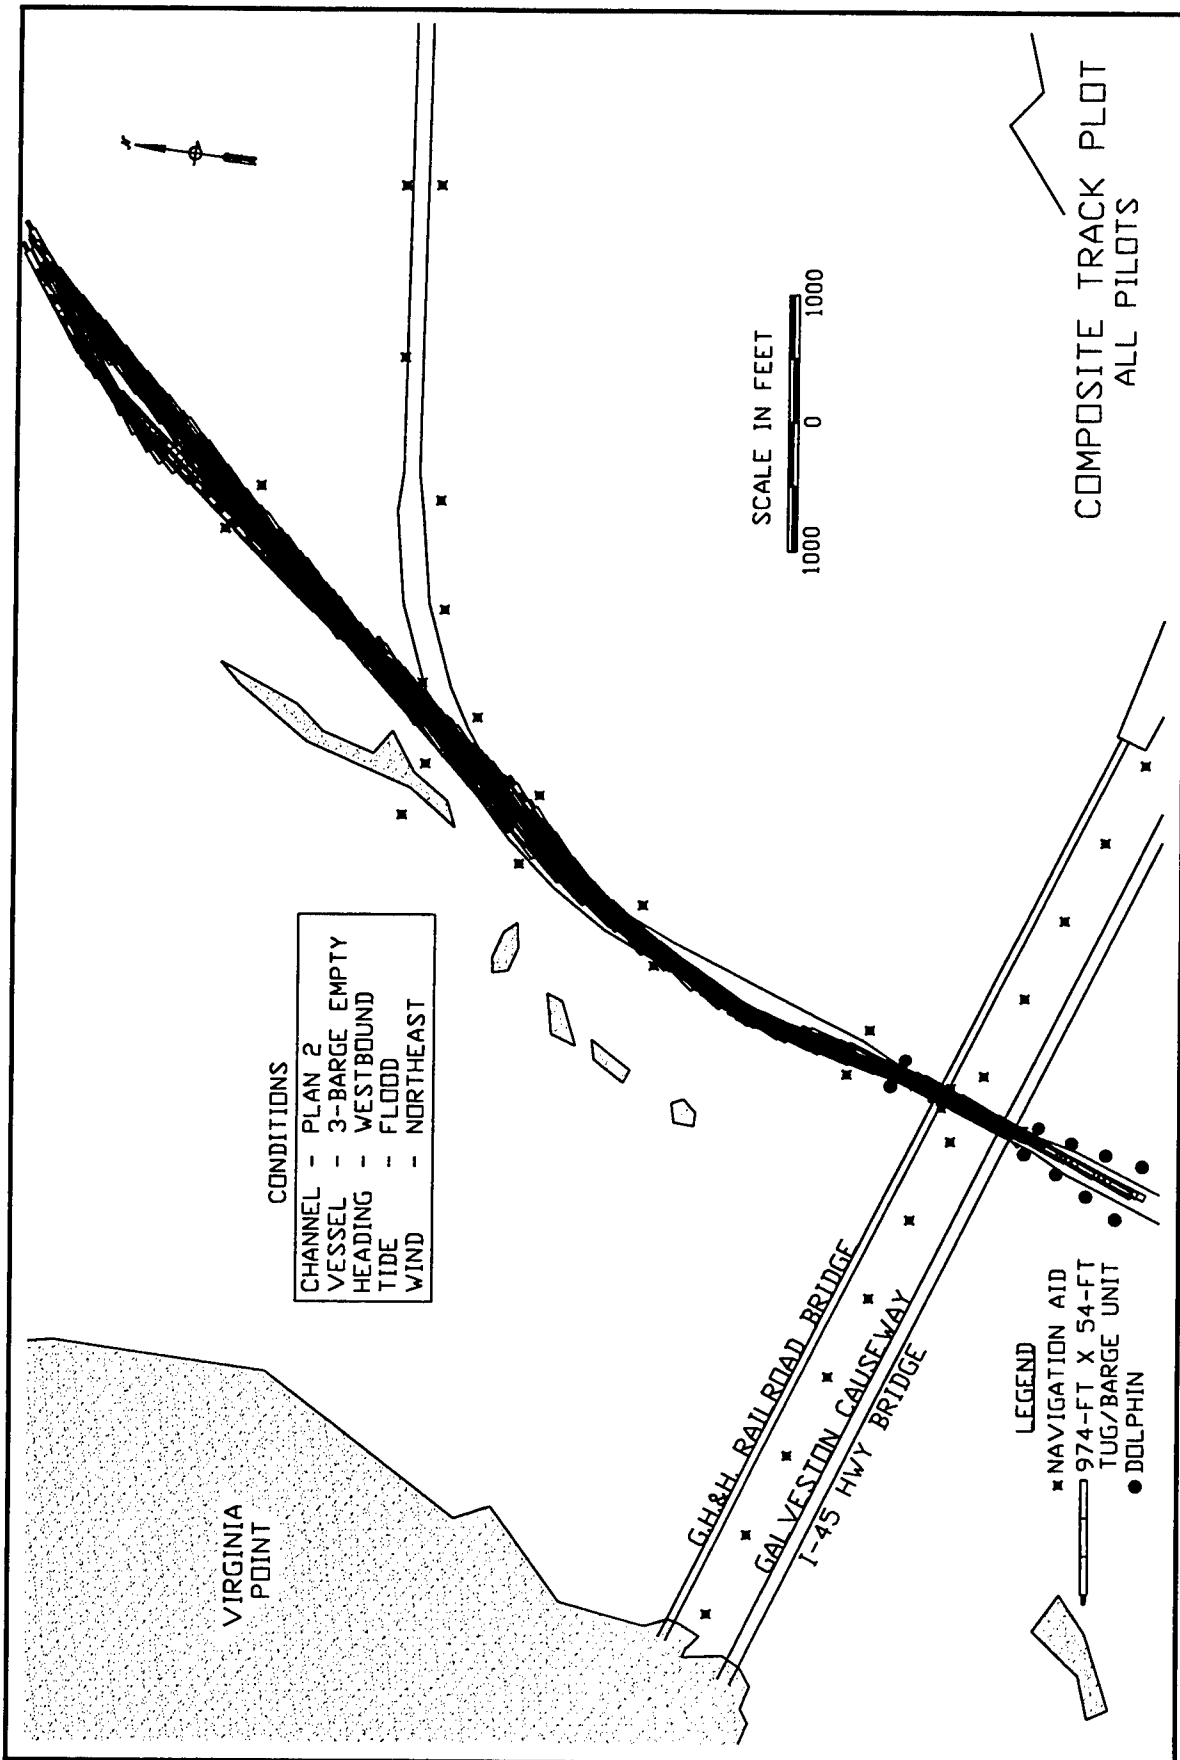 VIRGINIA
POINT
CONDITIONS
CHANNEL - PLAN 2
VESSEL - 3-BARGE EMPTY
HEADING - WESTBOUND
TIDE - FLOOD
WIND - NORTHEAST
N
G.H.&H. RAILROAD BRIDGE
GALVESTON CAUSEWAY
I-45 HWY BRIDGE
SCALE IN FEET
1000 0 1000
LEGEND
NAVIGATION AID
974-FT X 54-FT
TUG/BARGE UNIT
DOLPHIN
COMPOSITE TRACK PLOT
ALL PILOTS